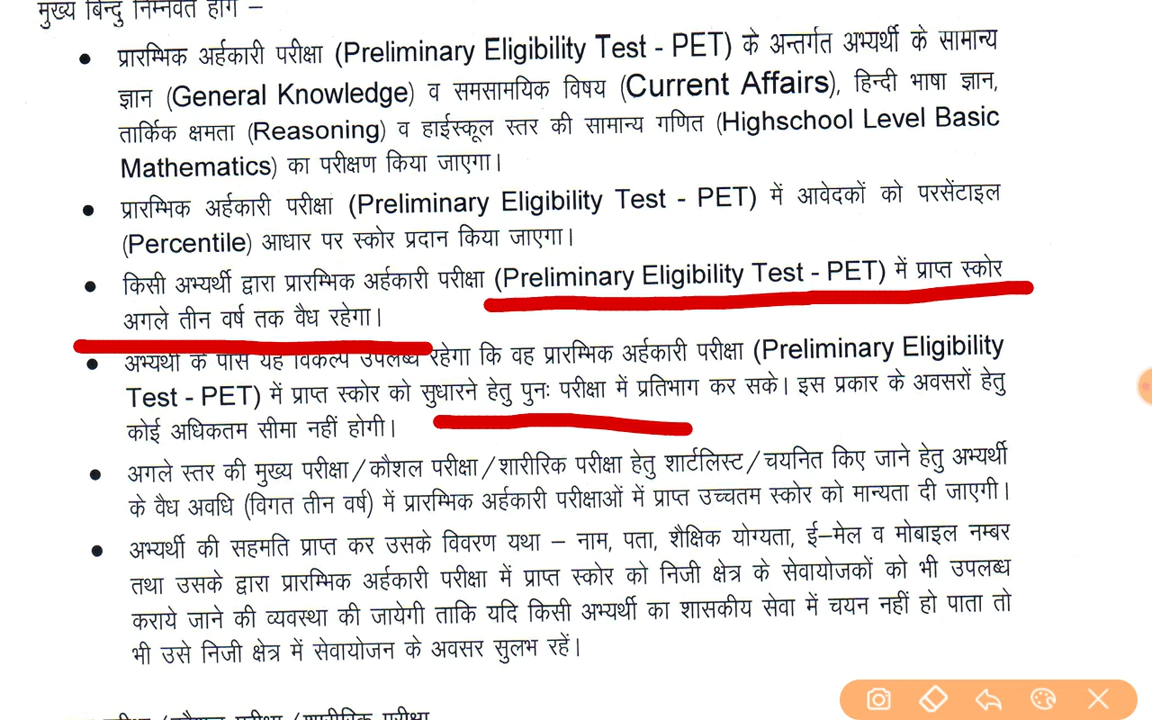 मुख्य बिन्दु निम्नवत होंगे –
• प्रारम्भिक अर्हकारी परीक्षा (Preliminary Eligibility Test - PET) के अन्तर्गत अभ्यर्थी के सामान्य
ज्ञान (General Knowledge) व समसामयिक विषय (Current Affairs), हिन्दी भाषा ज्ञान,
तार्किक क्षमता (Reasoning) व हाईस्कूल स्तर की सामान्य गणित (Highschool Level Basic
Mathematics) का परीक्षण किया जाएगा।
• प्रारम्भिक अर्हकारी परीक्षा (Preliminary Eligibility Test - PET) में आवेदकों को परसेंटाइल
(Percentile) आधार पर स्कोर प्रदान किया जाएगा।
• किसी अभ्यर्थी द्वारा प्रारम्भिक अर्हकारी परीक्षा (Preliminary Eligibility Test - PET) में प्राप्त स्कोर
अगले तीन वर्ष तक वैध रहेगा।
• अभ्यर्थी के पास यह विकल्प उपलब्ध रहेगा कि वह प्रारम्भिक अर्हकारी परीक्षा (Preliminary Eligibility
Test - PET) में प्राप्त स्कोर को सुधारने हेतु पुनः परीक्षा में प्रतिभाग कर सके। इस प्रकार के अवसरों हेतु
कोई अधिकतम सीमा नहीं होगी।
• अगले स्तर की मुख्य परीक्षा/कौशल परीक्षा/शारीरिक परीक्षा हेतु शार्टलिस्ट/चयनित किए जाने हेतु अभ्यर्थी
के वैध अवधि (विगत तीन वर्ष) में प्रारम्भिक अर्हकारी परीक्षाओं में प्राप्त उच्चतम स्कोर को मान्यता दी जाएगी।
• अभ्यर्थी की सहमति प्राप्त कर उसके विवरण यथा – नाम, पता, शैक्षिक योग्यता, ई–मेल व मोबाइल नम्बर
तथा उसके द्वारा प्रारम्भिक अर्हकारी परीक्षा में प्राप्त स्कोर को निजी क्षेत्र के सेवायोजकों को भी उपलब्ध
कराये जाने की व्यवस्था की जायेगी ताकि यदि किसी अभ्यर्थी का शासकीय सेवा में चयन नहीं हो पाता तो
भी उसे निजी क्षेत्र में सेवायोजन के अवसर सुलभ रहें।
परीक्षा/कौशल परीक्षा/शारीरिक परीक्षा